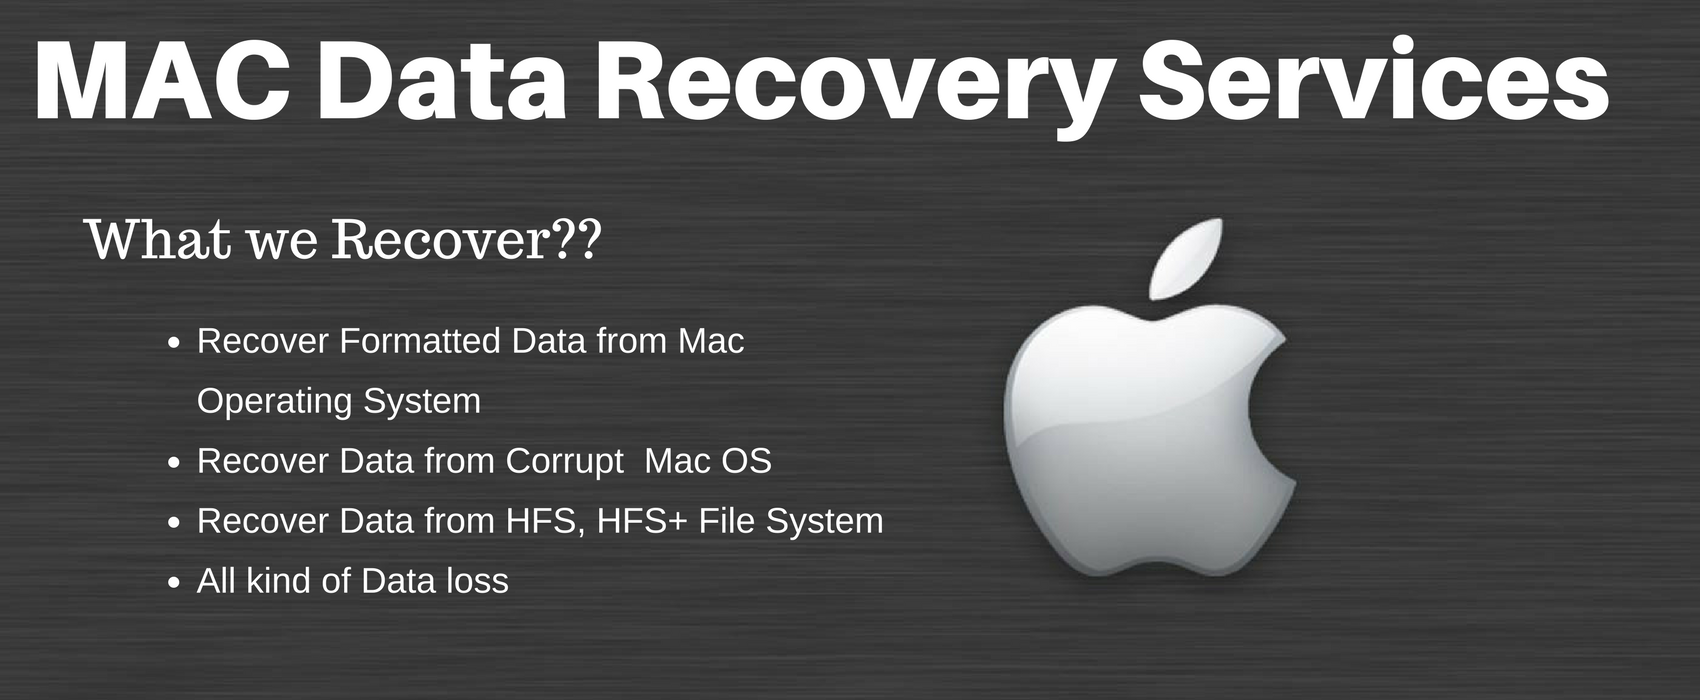 MAC Data Recovery Services
What we Recover??
• Recover Formatted Data from Mac
Operating System
• Recover Data from Corrupt  Mac OS
• Recover Data from HFS, HFS+ File System
• All kind of Data loss